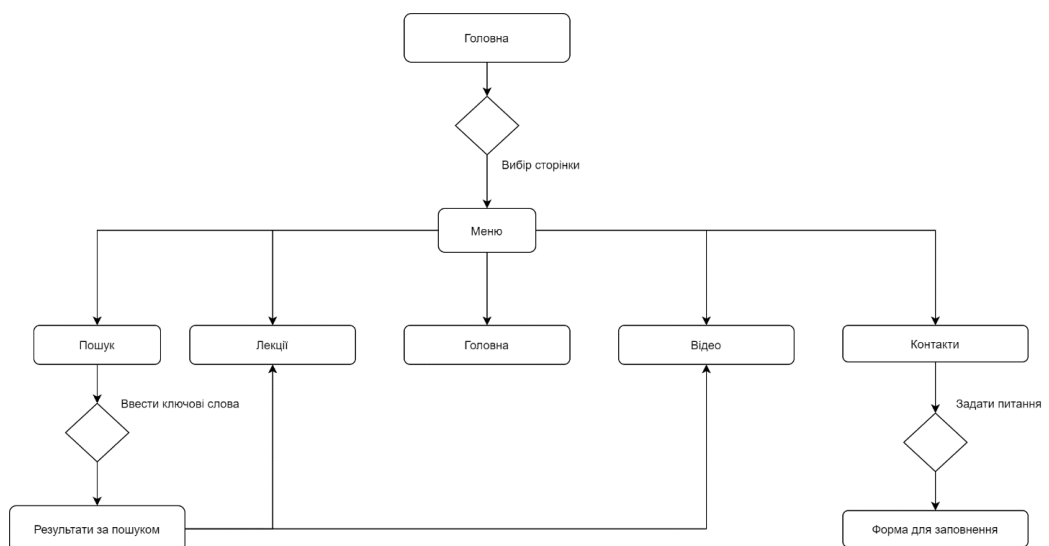 Головна
Вибір сторінки
Меню
Пошук
Лекції
Головна
Відео
Контакти
Ввести ключові слова
Задати питання
Результати за пошуком
Форма для заповнення